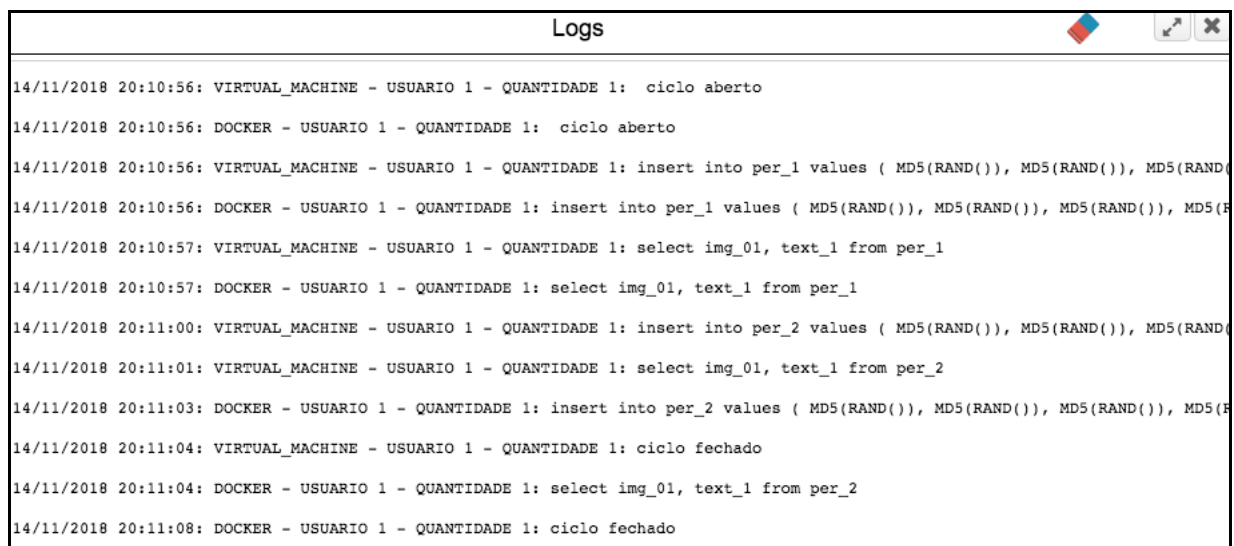 Logs
14/11/2018 20:10:56: VIRTUAL_MACHINE - USUARIO 1 - QUANTIDADE 1:  ciclo aberto
14/11/2018 20:10:56: DOCKER - USUARIO 1 - QUANTIDADE 1:  ciclo aberto
14/11/2018 20:10:56: VIRTUAL_MACHINE - USUARIO 1 - QUANTIDADE 1: insert into per_1 values ( MD5(RAND()), MD5(RAND()), MD5(RAND(
14/11/2018 20:10:56: DOCKER - USUARIO 1 - QUANTIDADE 1: insert into per_1 values ( MD5(RAND()), MD5(RAND()), MD5(RAND()), MD5(R
14/11/2018 20:10:57: VIRTUAL_MACHINE - USUARIO 1 - QUANTIDADE 1: select img_01, text_1 from per_1
14/11/2018 20:10:57: DOCKER - USUARIO 1 - QUANTIDADE 1: select img_01, text_1 from per_1
14/11/2018 20:11:00: VIRTUAL_MACHINE - USUARIO 1 - QUANTIDADE 1: insert into per_2 values ( MD5(RAND()), MD5(RAND()), MD5(RAND(
14/11/2018 20:11:01: VIRTUAL_MACHINE - USUARIO 1 - QUANTIDADE 1: select img_01, text_1 from per_2
14/11/2018 20:11:03: DOCKER - USUARIO 1 - QUANTIDADE 1: insert into per_2 values ( MD5(RAND()), MD5(RAND()), MD5(RAND()), MD5(R
14/11/2018 20:11:04: VIRTUAL_MACHINE - USUARIO 1 - QUANTIDADE 1: ciclo fechado
14/11/2018 20:11:04: DOCKER - USUARIO 1 - QUANTIDADE 1: select img_01, text_1 from per_2
14/11/2018 20:11:08: DOCKER - USUARIO 1 - QUANTIDADE 1: ciclo fechado